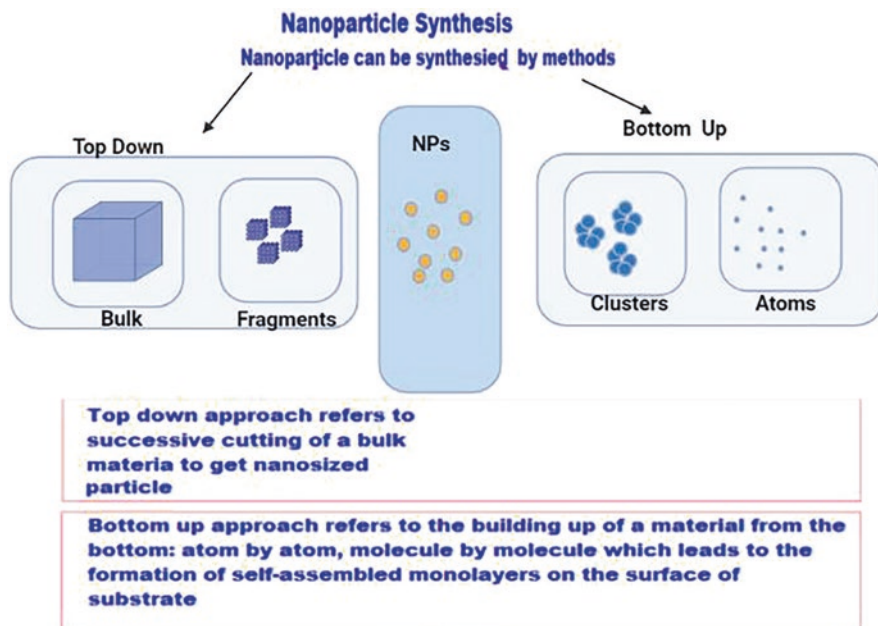 Nanoparticle Synthesis
Nanoparticle can be synthesied by methods
Top Down
NPs
Bottom Up
Bulk
Fragments
Clusters
Atoms
Top down approach refers to
successive cutting of a bulk
materia to get nanosized
particle
Bottom up approach refers to the building up of a material from the
bottom: atom by atom, molecule by molecule which leads to the
formation of self-assembled monolayers on the surface of
substrate